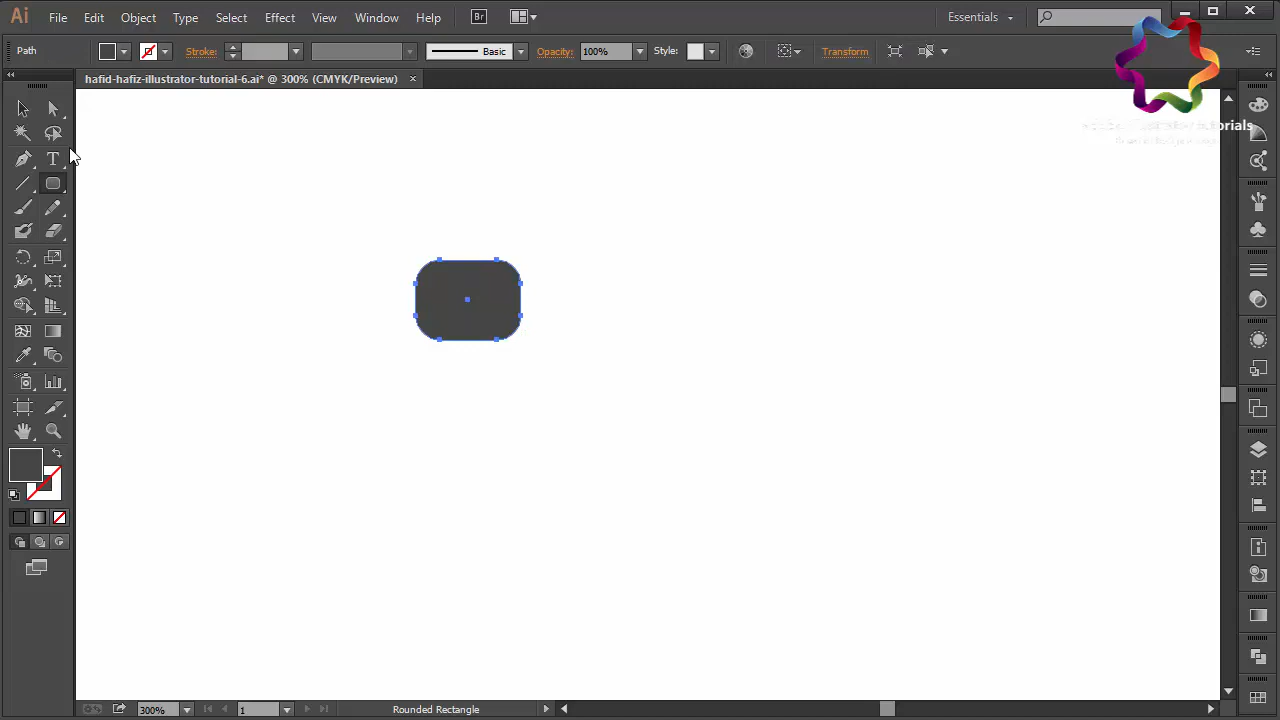 Ai File Edit Object Type Select Effect View Window Help Br Essentials
Path Stroke: Basic Opacity: 100% Style: Transform
hafid-hafiz-illustrator-tutorial-6.ai* @ 300% (CMYK/Preview)
T
300% 1 Rounded Rectangle